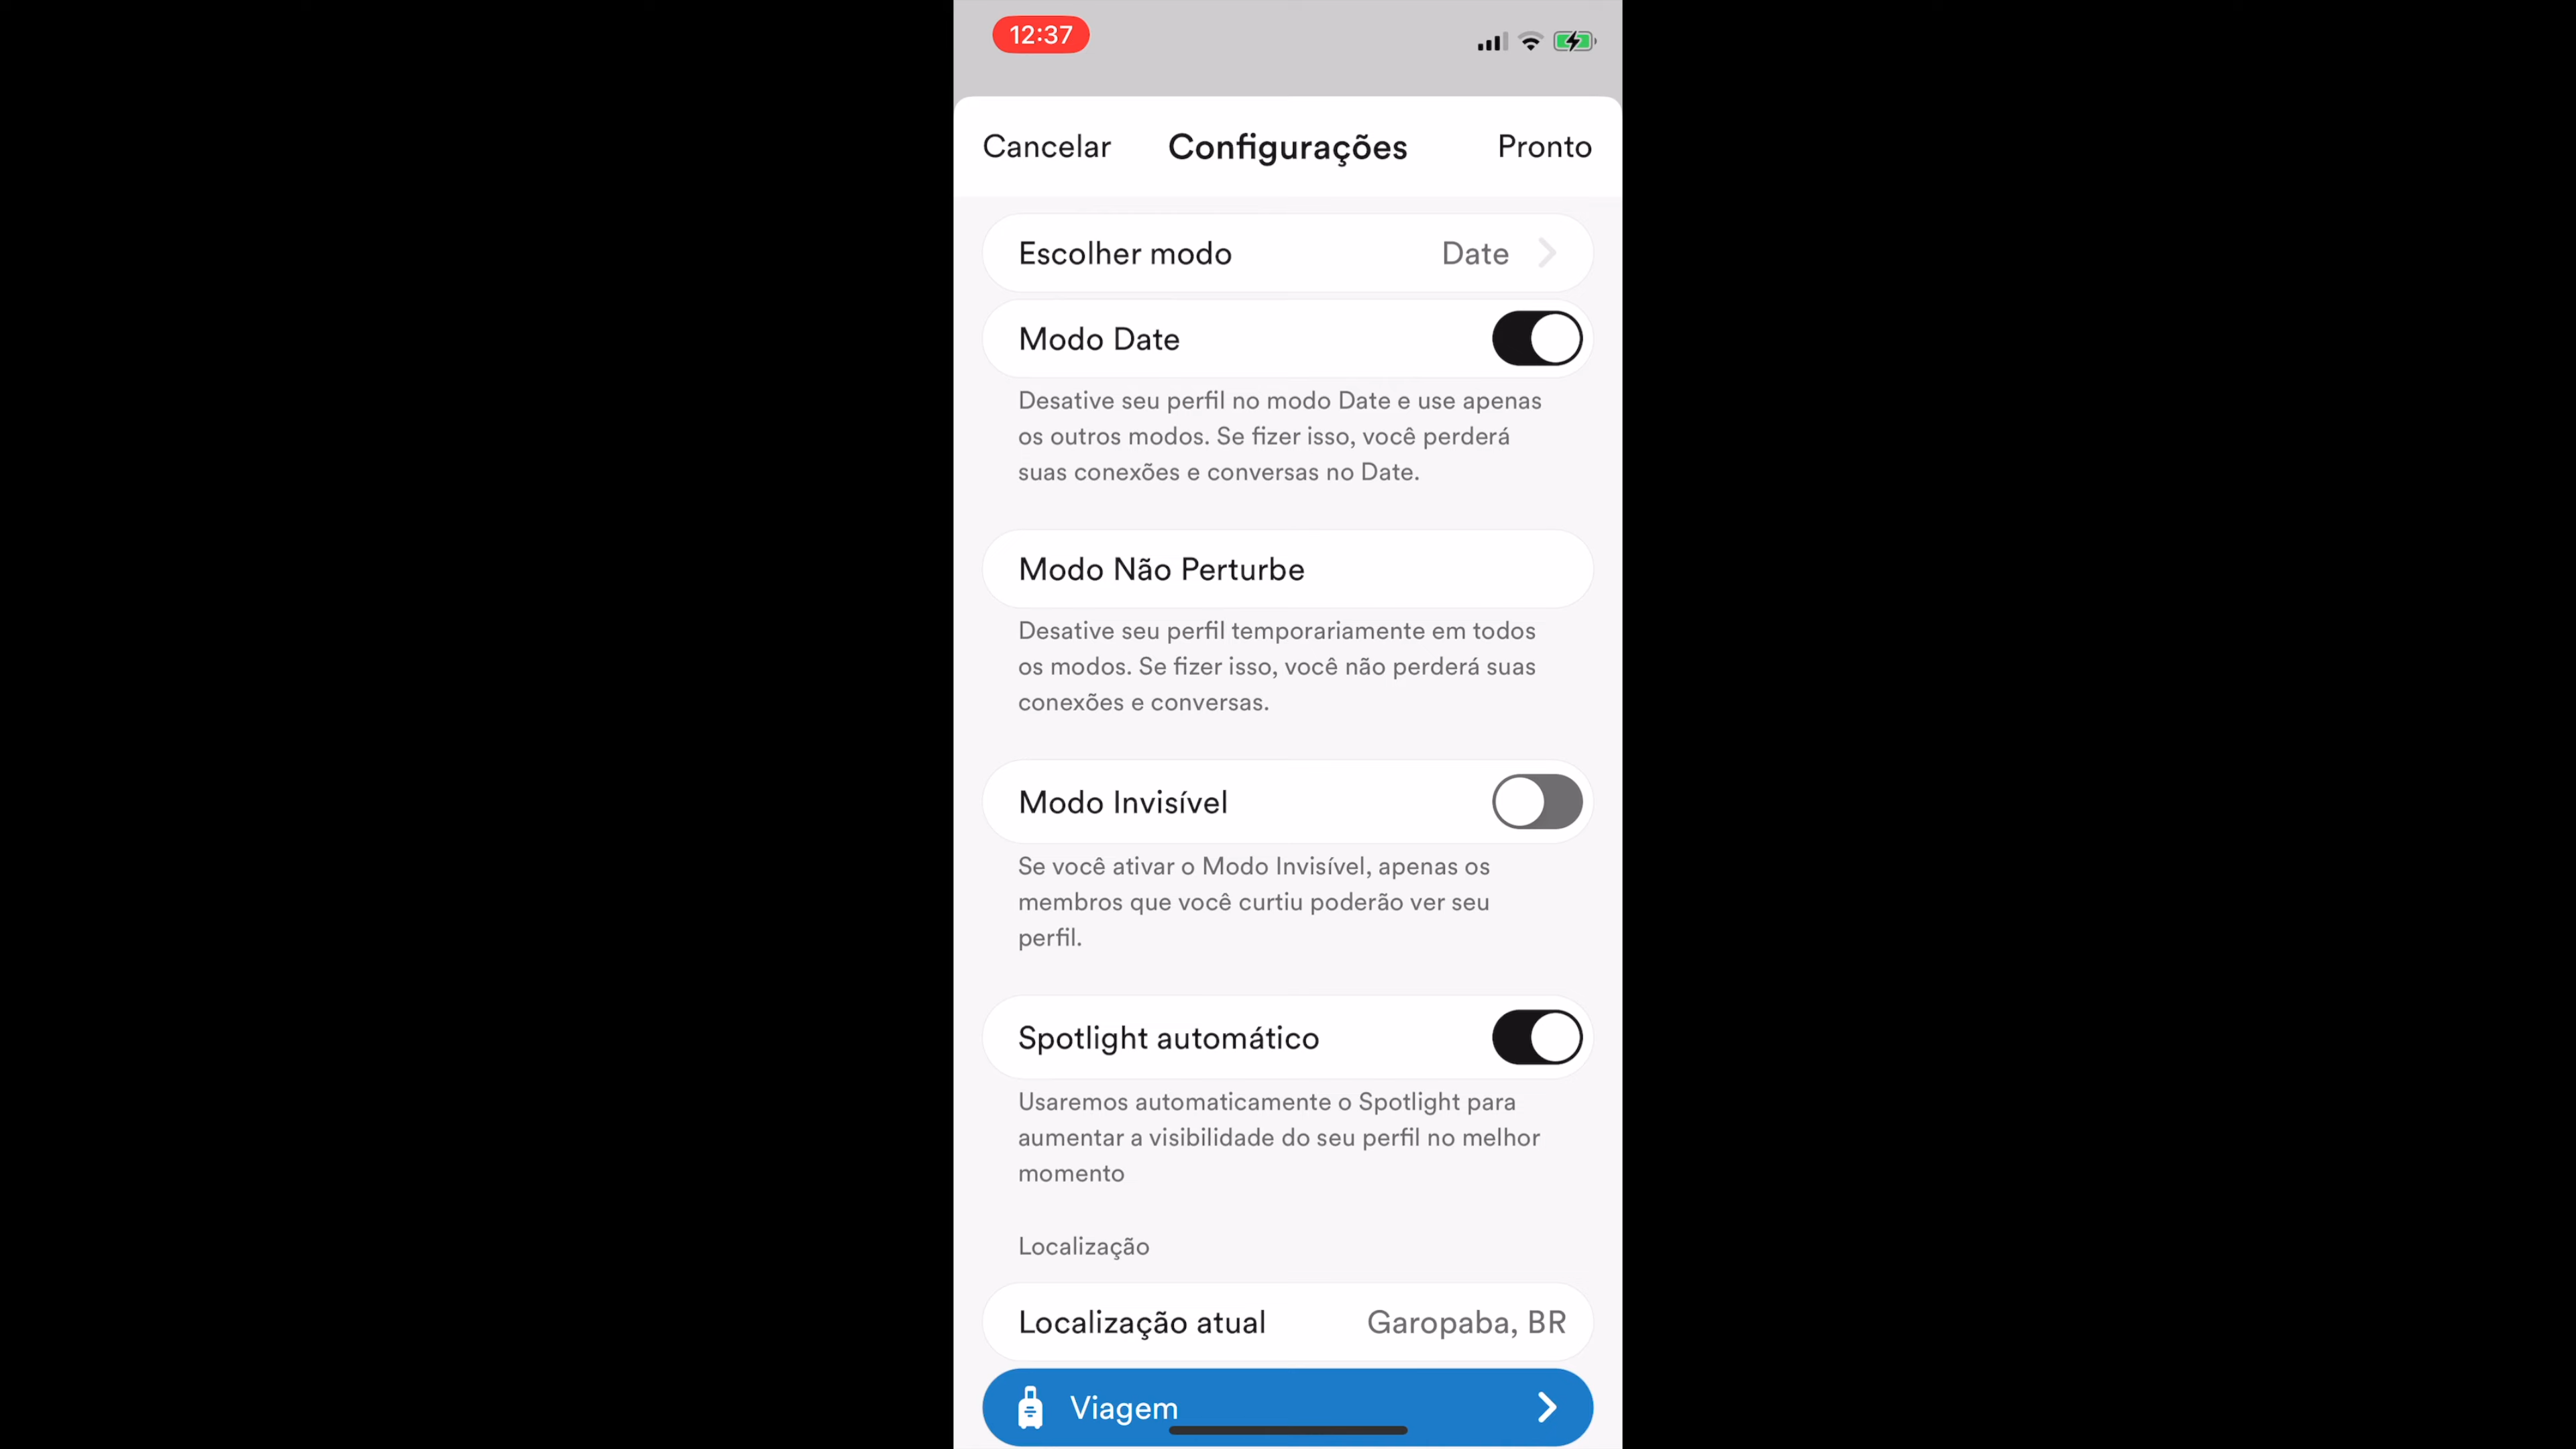 12:37
Cancelar Configurações Pronto
Escolher modo Date
Modo Date
Desative seu perfil no modo Date e use apenas
os outros modos. Se fizer isso, você perderá
suas conexões e conversas no Date.
Modo Não Perturbe
Desative seu perfil temporariamente em todos
os modos. Se fizer isso, você não perderá suas
conexões e conversas.
Modo Invisível
Se você ativar o Modo Invisível, apenas os
membros que você curtiu poderão ver seu
perfil.
Spotlight automático
Usaremos automaticamente o Spotlight para
aumentar a visibilidade do seu perfil no melhor
momento
Localização
Localização atual Garopaba, BR
Viagem